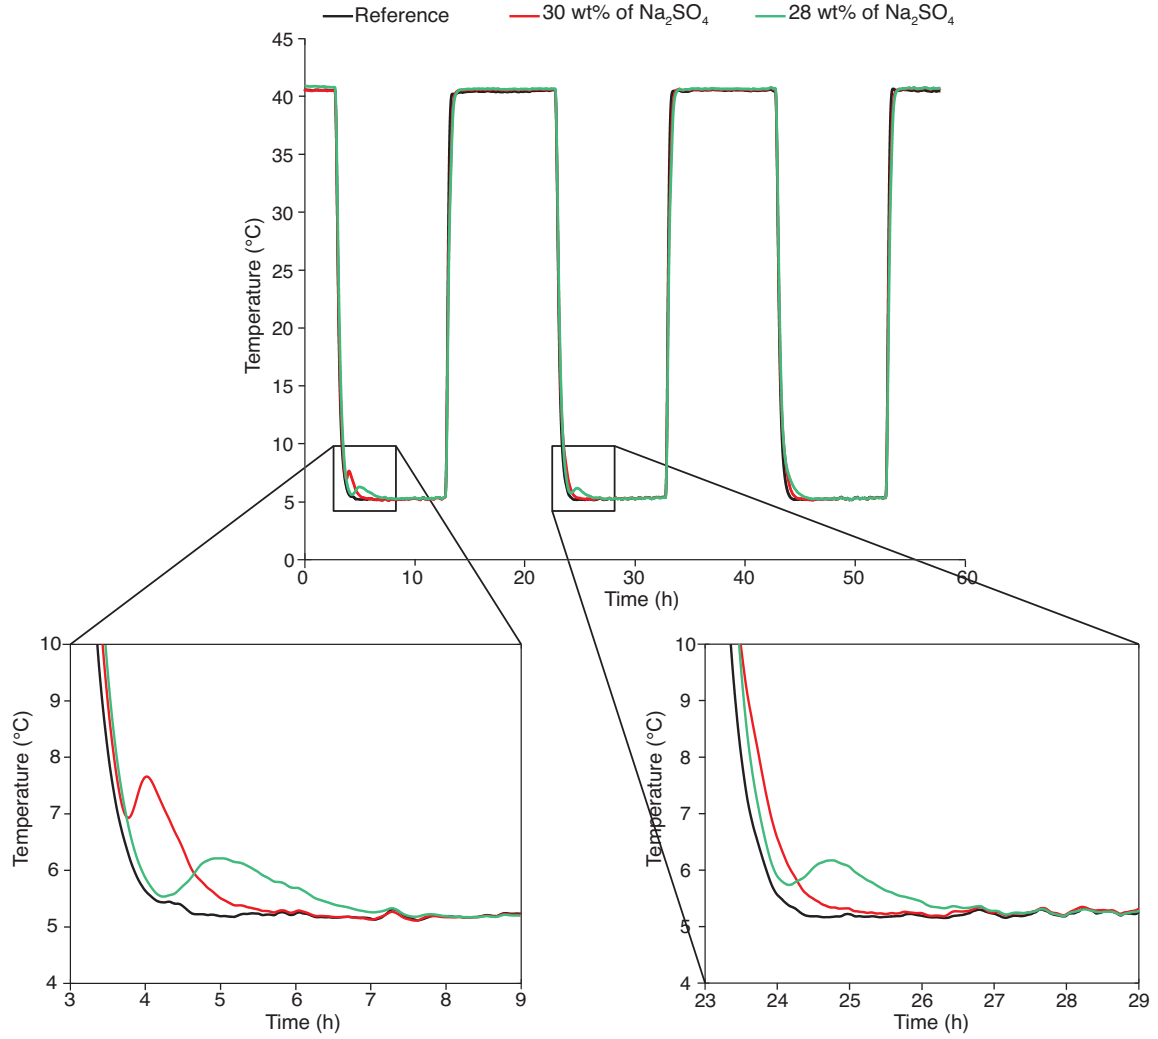 Reference 30 wt% of Na₂SO₄ 28 wt% of Na₂SO₄
45
40
35
30
25
20
15
10
5
0
Temperature (°C)
0 10 20 30 40 50 60
Time (h)
10
9
8
7
6
5
4
Temperature (°C)
3 4 5 6 7 8 9
Time (h)
10
9
8
7
6
5
4
Temperature (°C)
23 24 25 26 27 28 29
Time (h)